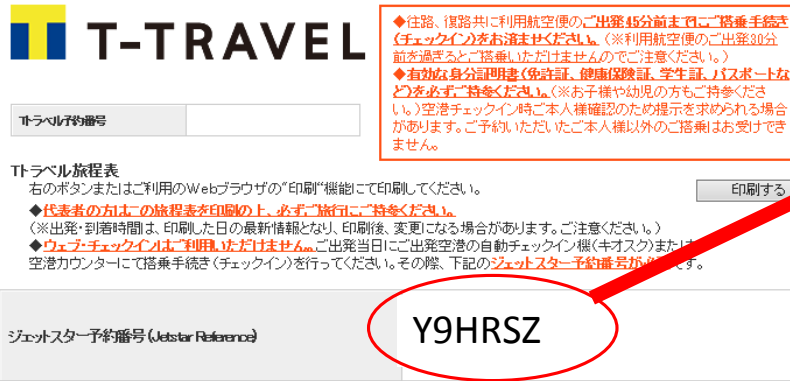 T-TRAVEL
◆往路、復路共に利用航空便のご出発45分前までにご搭乗手続き
(チェックイン)をお済ませください。(※利用航空便のご出発30分
前を過ぎるとご搭乗いただけませんのでご注意ください。)
◆有効な身分証明書(免許証、健康保険証、学生証、パスポートな
ど)を必ずご持参ください。(※お子様や幼児の方もご持参くださ
い。)空港チェックイン時ご本人様確認のため提示を求められる場合
があります。ご予約いただいたご本人様以外のご搭乗はお受けでき
ません。
Tトラベル予約番号
Tトラベル旅程表
右のボタンまたはご利用のWebブラウザの"印刷"機能にて印刷してください。
印刷する
◆代表者の方はこの旅程表を印刷の上、必ずご旅行にご持参ください。
(※出発・到着時間は、印刷した日の最新情報となり、印刷後、変更になる場合があります。ご注意ください。)
◆ウェブ・チェックインはご利用いただけません。ご出発当日にご出発空港の自動チェックイン機(キオスク)または
空港カウンターにて搭乗手続き(チェックイン)を行ってください。その際、下記のジェットスター予約番号が必要です。
ジェットスター予約番号(Jetstar Reference)
Y9HRSZ